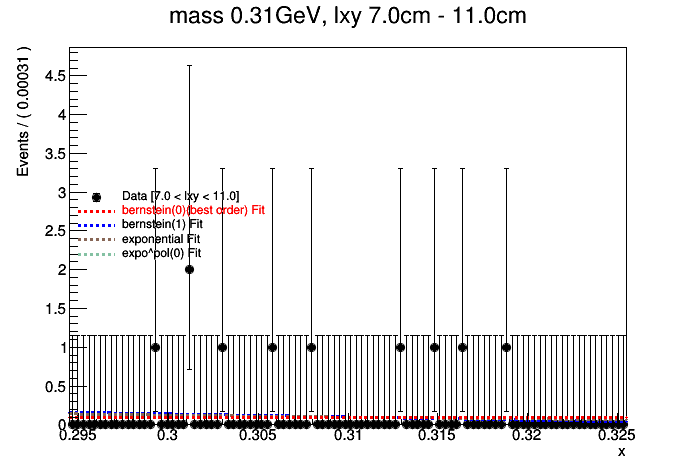 mass 0.31GeV, lxy 7.0cm - 11.0cm
Events / ( 0.00031 )
4.5
4
3.5
3
2.5
2
1.5
1
0.5
0
Data [7.0 < lxy < 11.0]
bernstein(0)(best order) Fit
bernstein(1) Fit
exponential Fit
expo^pol(0) Fit
0.295 0.3 0.305 0.31 0.315 0.32 0.325
x